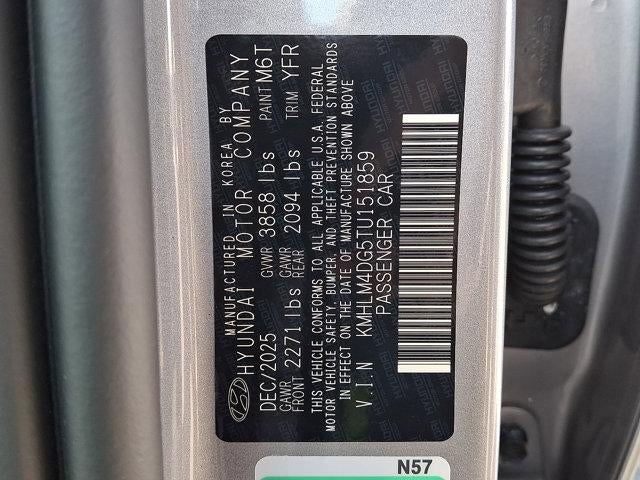 MANUFACTURED IN KOREA BY
HYUNDAI MOTOR COMPANY
DEC/2025 GVWR 3858 lbs PAINT M6T
GAWR FRONT 2271 lbs GAWR REAR 2094 lbs TRIM YFR
THIS VEHICLE CONFORMS TO ALL APPLICABLE U.S.A. FEDERAL
MOTOR VEHICLE SAFETY, BUMPER, AND THEFT PREVENTION STANDARDS
IN EFFECT ON THE DATE OF MANUFACTURE SHOWN ABOVE
V.I.N KMHLM4DG5TU151859
PASSENGER CAR
N57